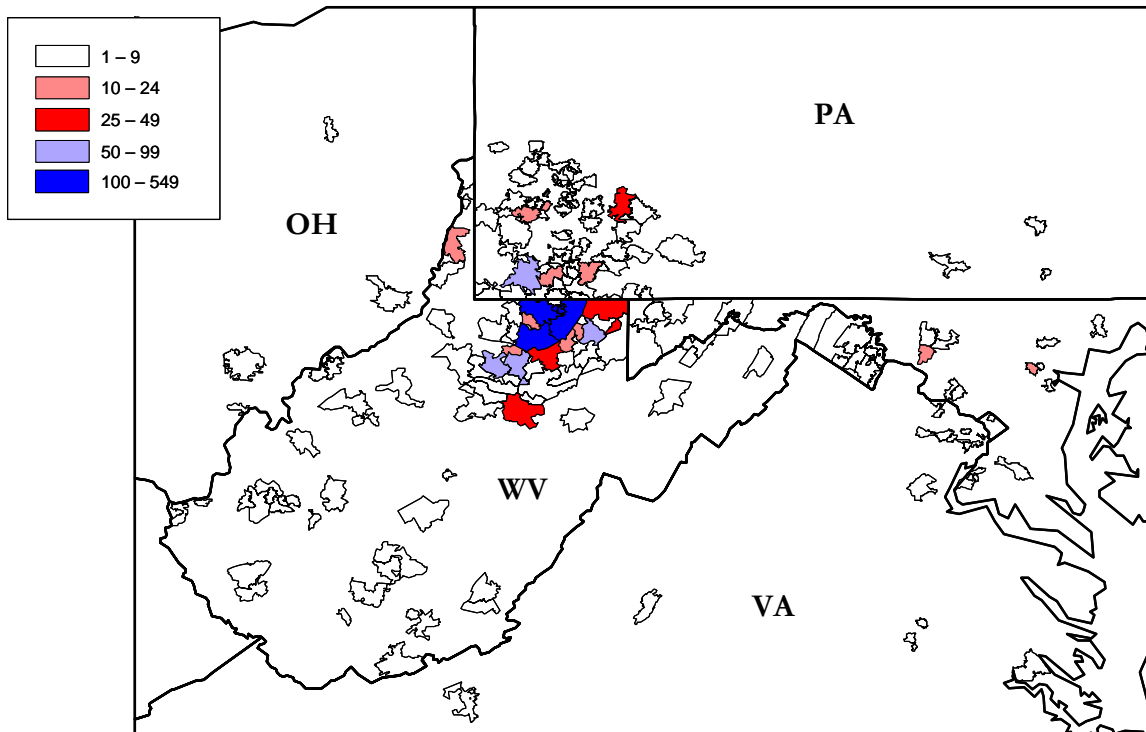 1 – 9
10 – 24
25 – 49
50 – 99
100 – 549
PA
OH
WV
VA